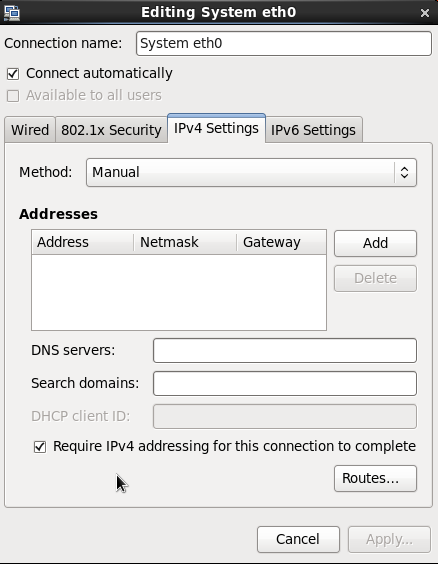 Editing System eth0
Connection name: System eth0
Connect automatically
Available to all users
Wired 802.1x Security IPv4 Settings IPv6 Settings
Method: Manual
Addresses
Address Netmask Gateway Add
Delete
DNS servers:
Search domains:
DHCP client ID:
Require IPv4 addressing for this connection to complete
Routes...
Cancel Apply...